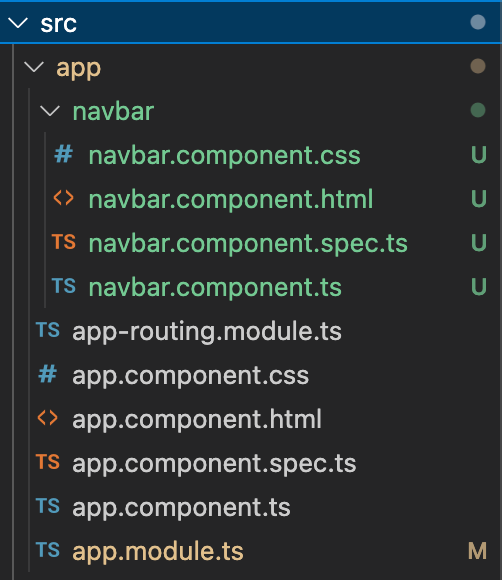 src
app
navbar
# navbar.component.css U
<> navbar.component.html U
TS navbar.component.spec.ts U
TS navbar.component.ts U
TS app-routing.module.ts
# app.component.css
<> app.component.html
TS app.component.spec.ts
TS app.component.ts
TS app.module.ts M